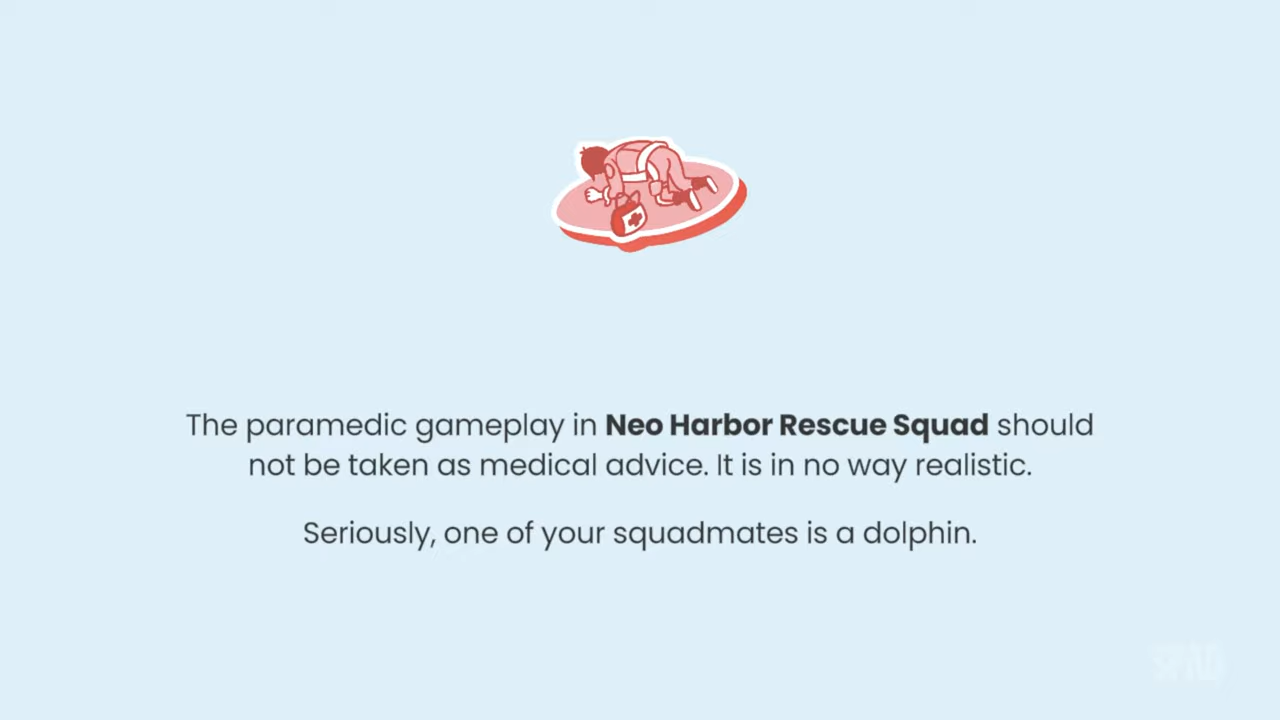 The paramedic gameplay in Neo Harbor Rescue Squad should
not be taken as medical advice. It is in no way realistic.
Seriously, one of your squadmates is a dolphin.